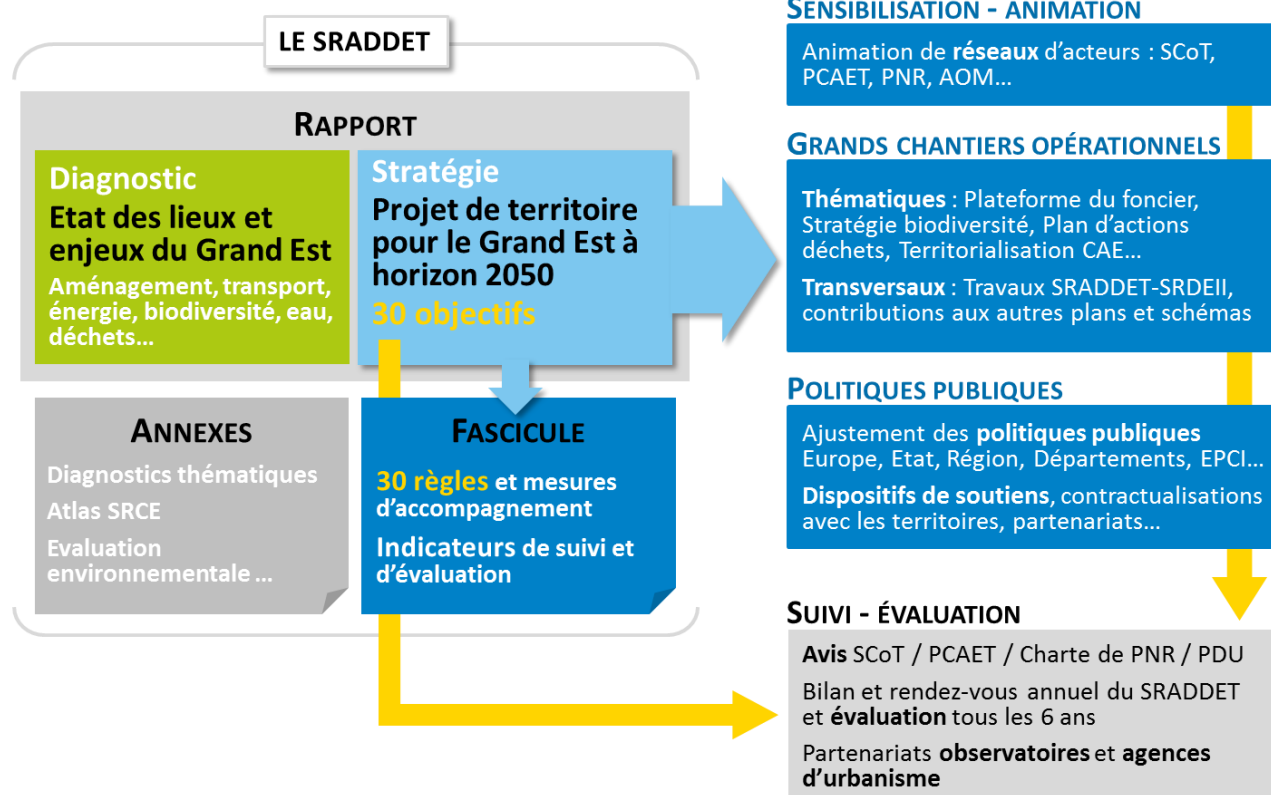 LE SRADDET
RAPPORT
Diagnostic
Etat des lieux et
enjeux du Grand Est
Aménagement, transport,
énergie, biodiversité, eau,
déchets…
Stratégie
Projet de territoire
pour le Grand Est à
horizon 2050
30 objectifs
ANNEXES
Diagnostics thématiques
Atlas SRCE
Evaluation
environnementale …
FASCICULE
30 règles et mesures
d’accompagnement
Indicateurs de suivi et
d’évaluation
SENSIBILISATION - ANIMATION
Animation de réseaux d’acteurs : SCoT,
PCAET, PNR, AOM…
GRANDS CHANTIERS OPÉRATIONNELS
Thématiques : Plateforme du foncier,
Stratégie biodiversité, Plan d’actions
déchets, Territorialisation CAE…
Transversaux : Travaux SRADDET-SRDEII,
contributions aux autres plans et schémas
POLITIQUES PUBLIQUES
Ajustement des politiques publiques
Europe, Etat, Région, Départements, EPCI…
Dispositifs de soutiens, contractualisations
avec les territoires, partenariats…
SUIVI - ÉVALUATION
Avis SCoT / PCAET / Charte de PNR / PDU
Bilan et rendez-vous annuel du SRADDET
et évaluation tous les 6 ans
Partenariats observatoires et agences
d’urbanisme